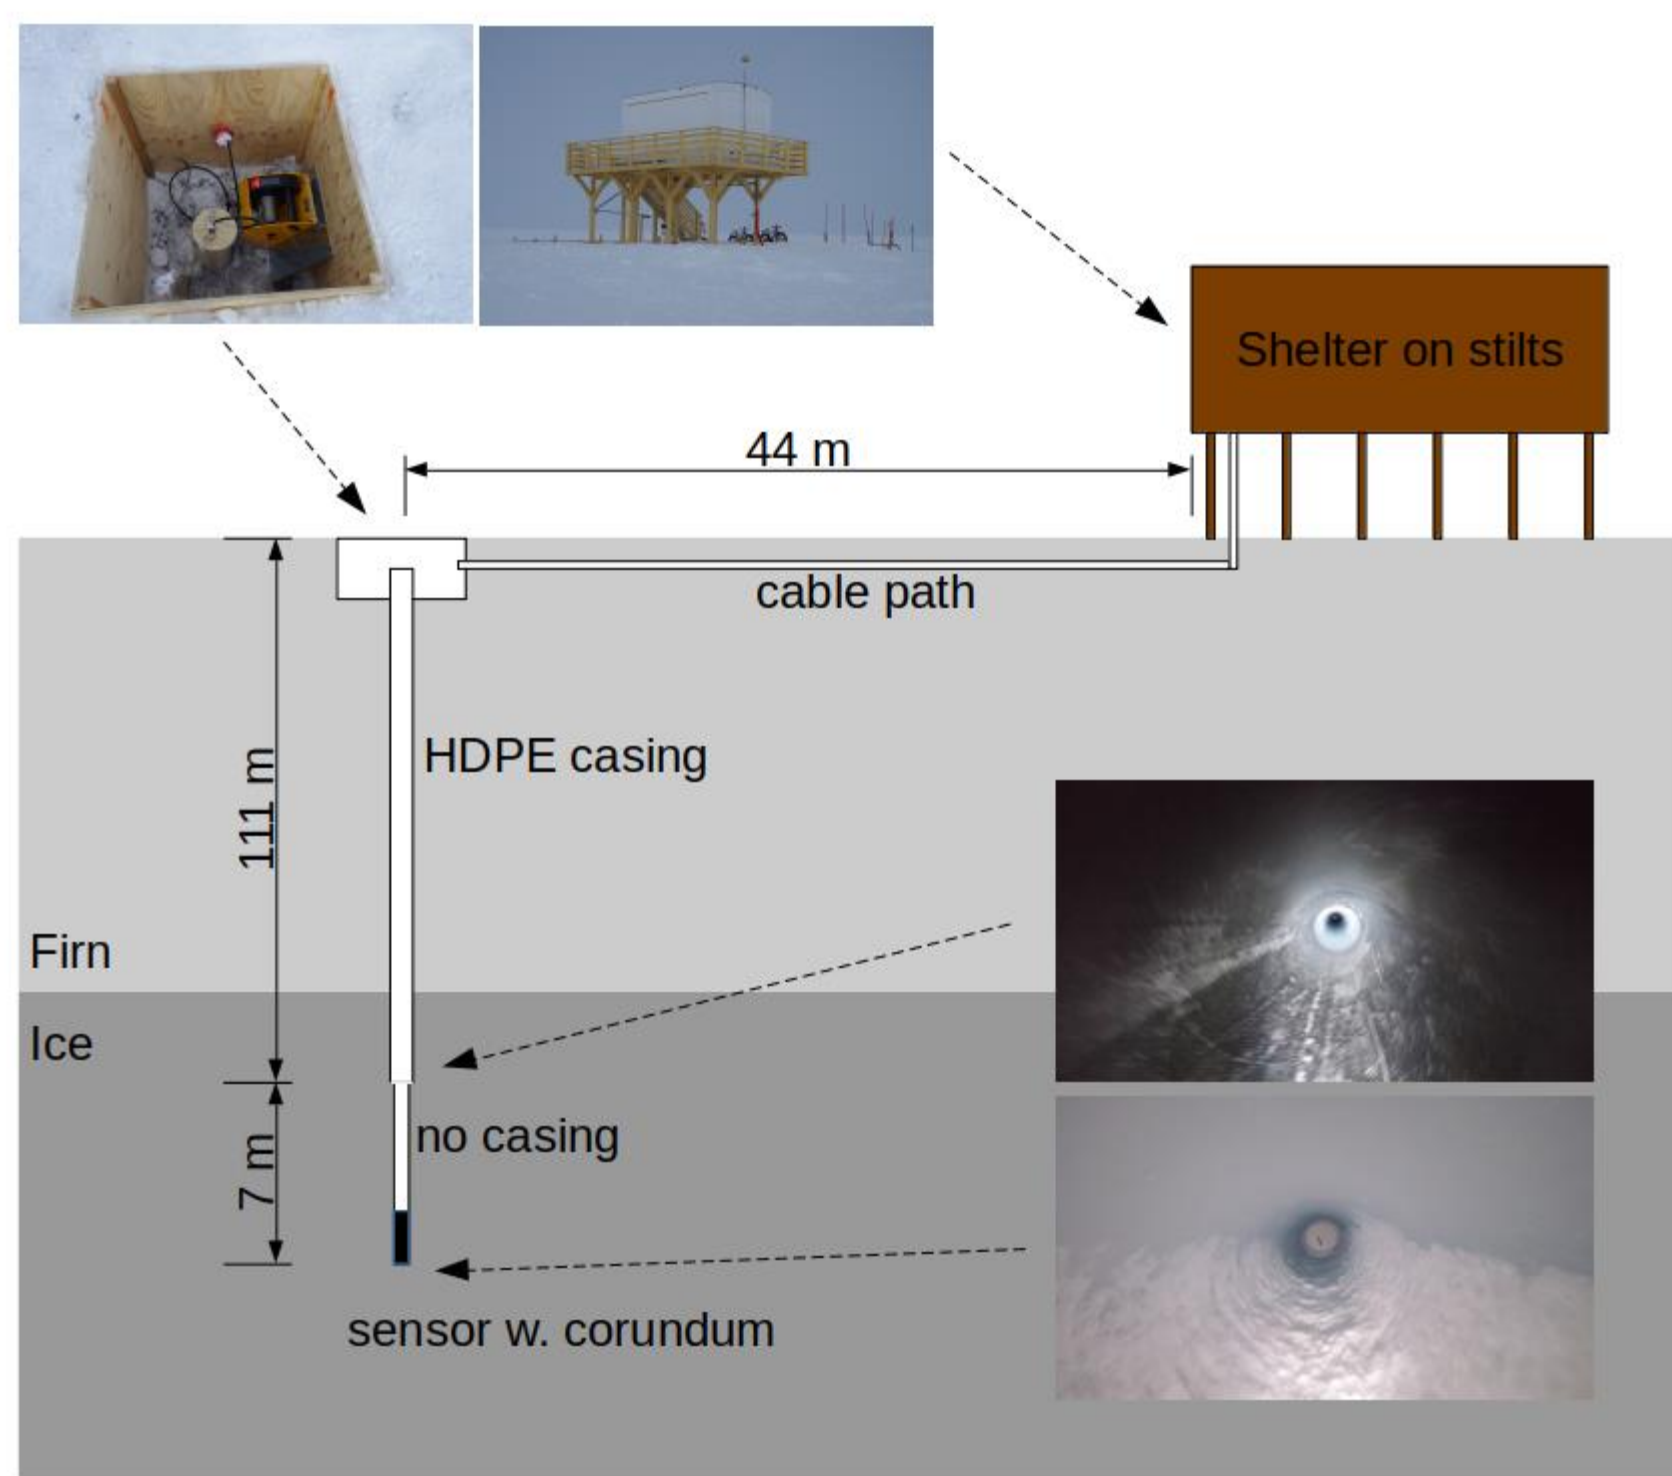 Shelter on stilts
44 m
cable path
HDPE casing
111 m
Firn
Ice
no casing
7 m
sensor w. corundum